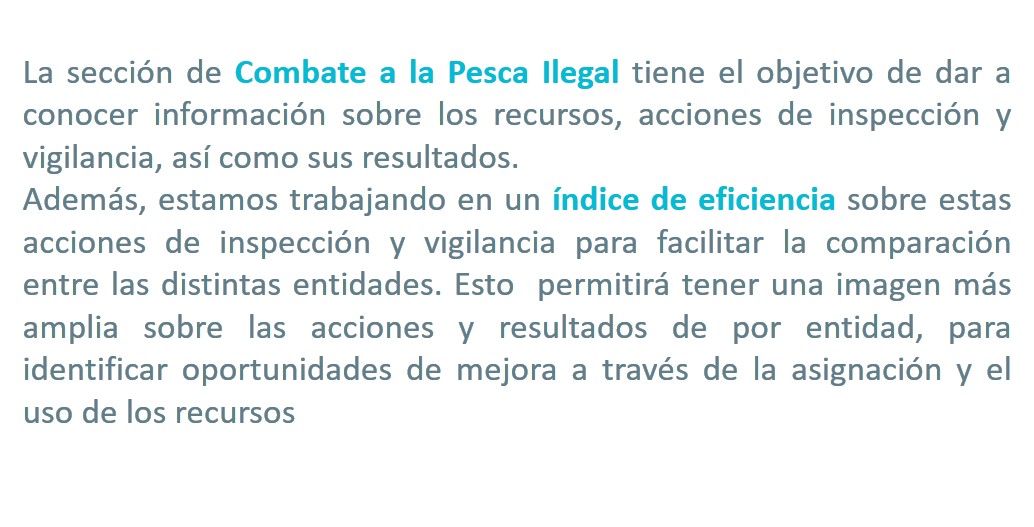 La sección de Combate a la Pesca Ilegal tiene el objetivo de dar a
conocer información sobre los recursos, acciones de inspección y
vigilancia, así como sus resultados.
Además, estamos trabajando en un índice de eficiencia sobre estas
acciones de inspección y vigilancia para facilitar la comparación
entre las distintas entidades. Esto  permitirá tener una imagen más
amplia sobre las acciones y resultados de por entidad, para
identificar oportunidades de mejora a través de la asignación y el
uso de los recursos